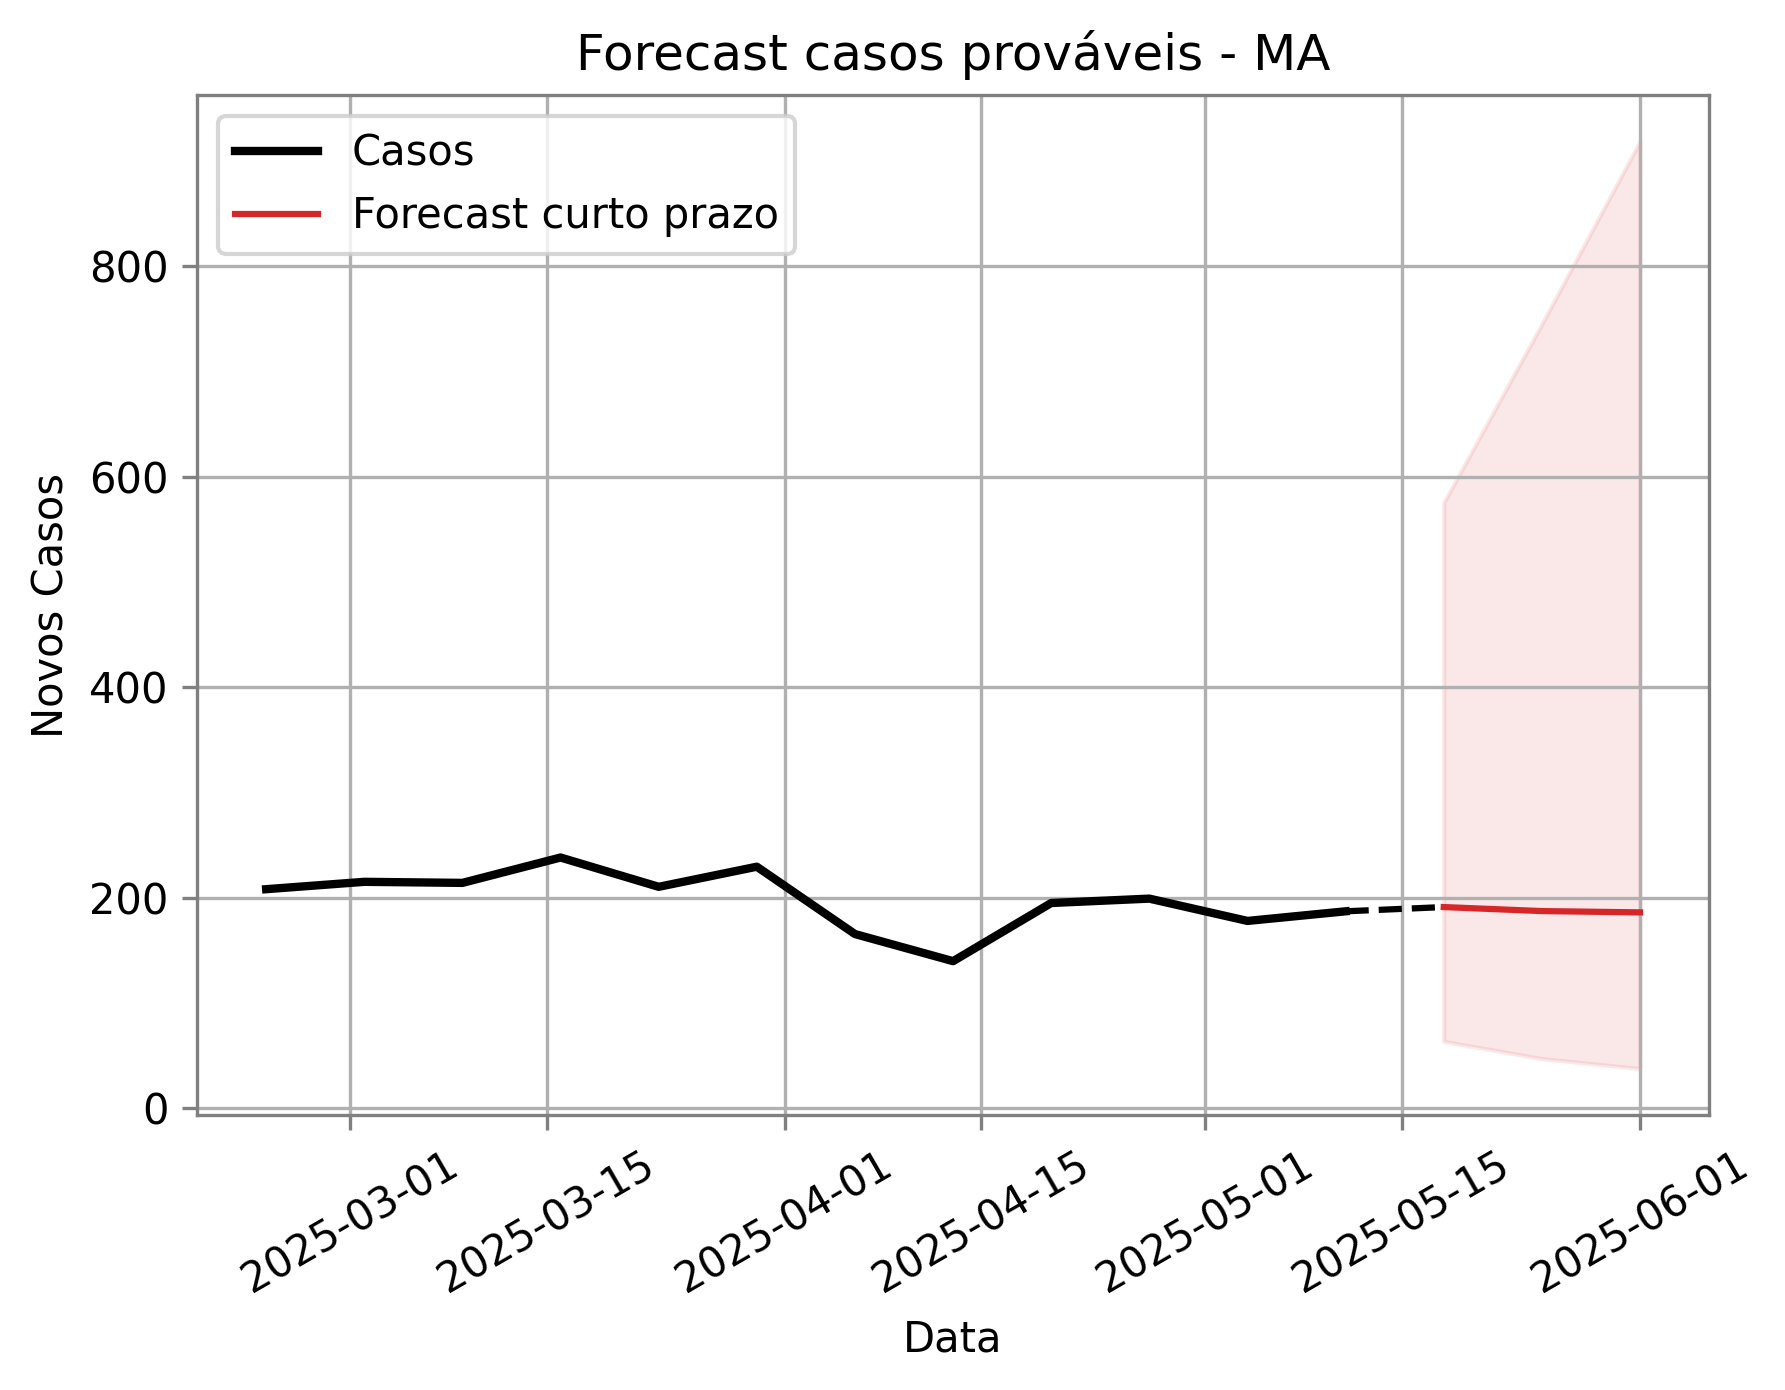 Forecast casos prováveis - MA
Casos
Forecast curto prazo
800
600
400
200
0
Novos Casos
2025-03-01
2025-03-15
2025-04-01
2025-04-15
2025-05-01
2025-05-15
2025-06-01
Data